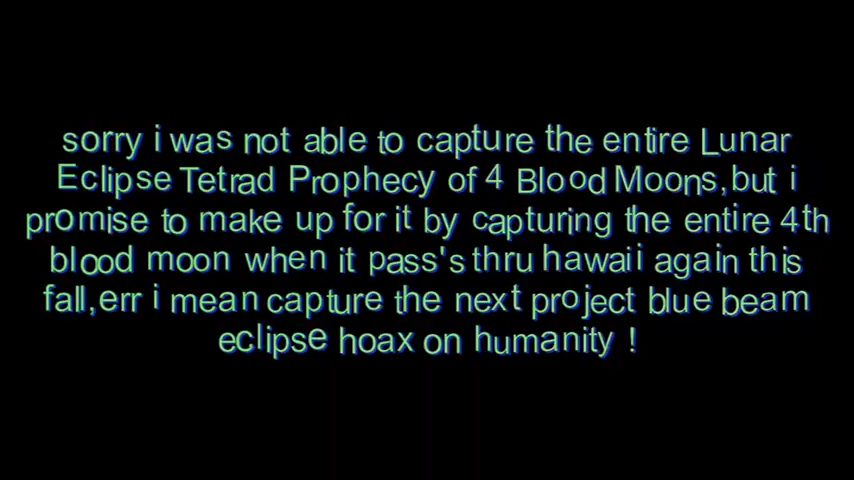 sorry i was not able to capture the entire Lunar
Eclipse Tetrad Prophecy of 4 Blood Moons,but i
promise to make up for it by capturing the entire 4th
blood moon when it pass's thru hawaii again this
fall,err i mean capture the next project blue beam
eclipse hoax on humanity !